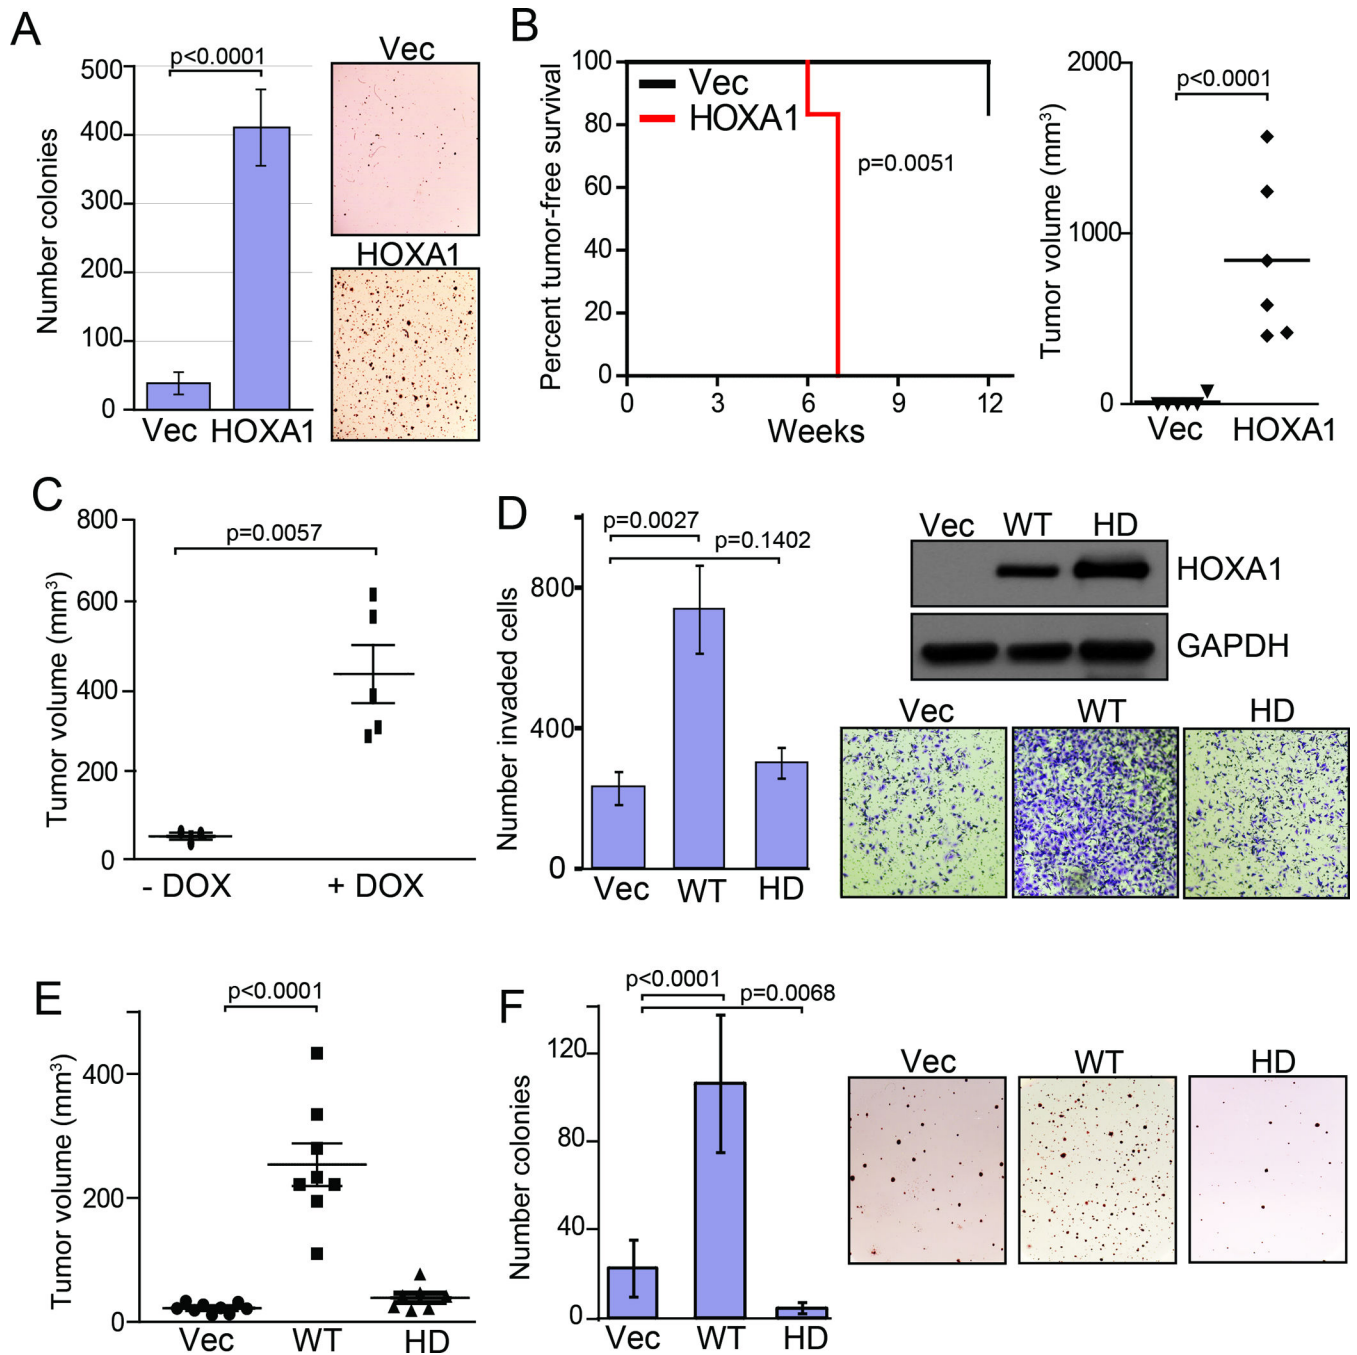 A
p<0.0001
Number colonies
500
400
300
200
100
0
Vec HOXA1
Vec
HOXA1
B
Percent tumor-free survival
100
80
60
40
20
0
Vec
HOXA1
p=0.0051
0 3 6 9 12
Weeks
Tumor volume (mm³)
2000
1000
0
p<0.0001
Vec HOXA1
C
Tumor volume (mm³)
800
600
400
200
0
p=0.0057
- DOX + DOX
D
Number invaded cells
p=0.0027
p=0.1402
800
400
0
Vec WT HD
Vec WT HD
HOXA1
GAPDH
Vec WT HD
E
Tumor volume (mm³)
p<0.0001
400
200
0
Vec WT HD
F
Number colonies
p<0.0001
p=0.0068
120
80
40
0
Vec WT HD
Vec WT HD